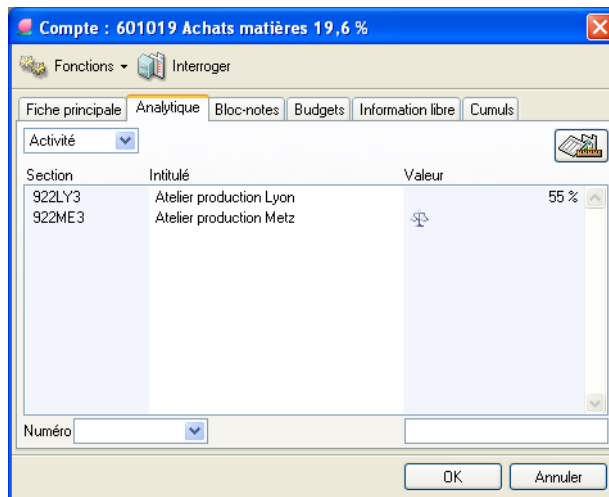 Compte : 601019 Achats matières 19,6 %
Fonctions Interroger
Fiche principale Analytique Bloc-notes Budgets Information libre Cumuls
Activité
Section Intitulé Valeur
922LY3 Atelier production Lyon 55 %
922ME3 Atelier production Metz
Numéro
OK Annuler